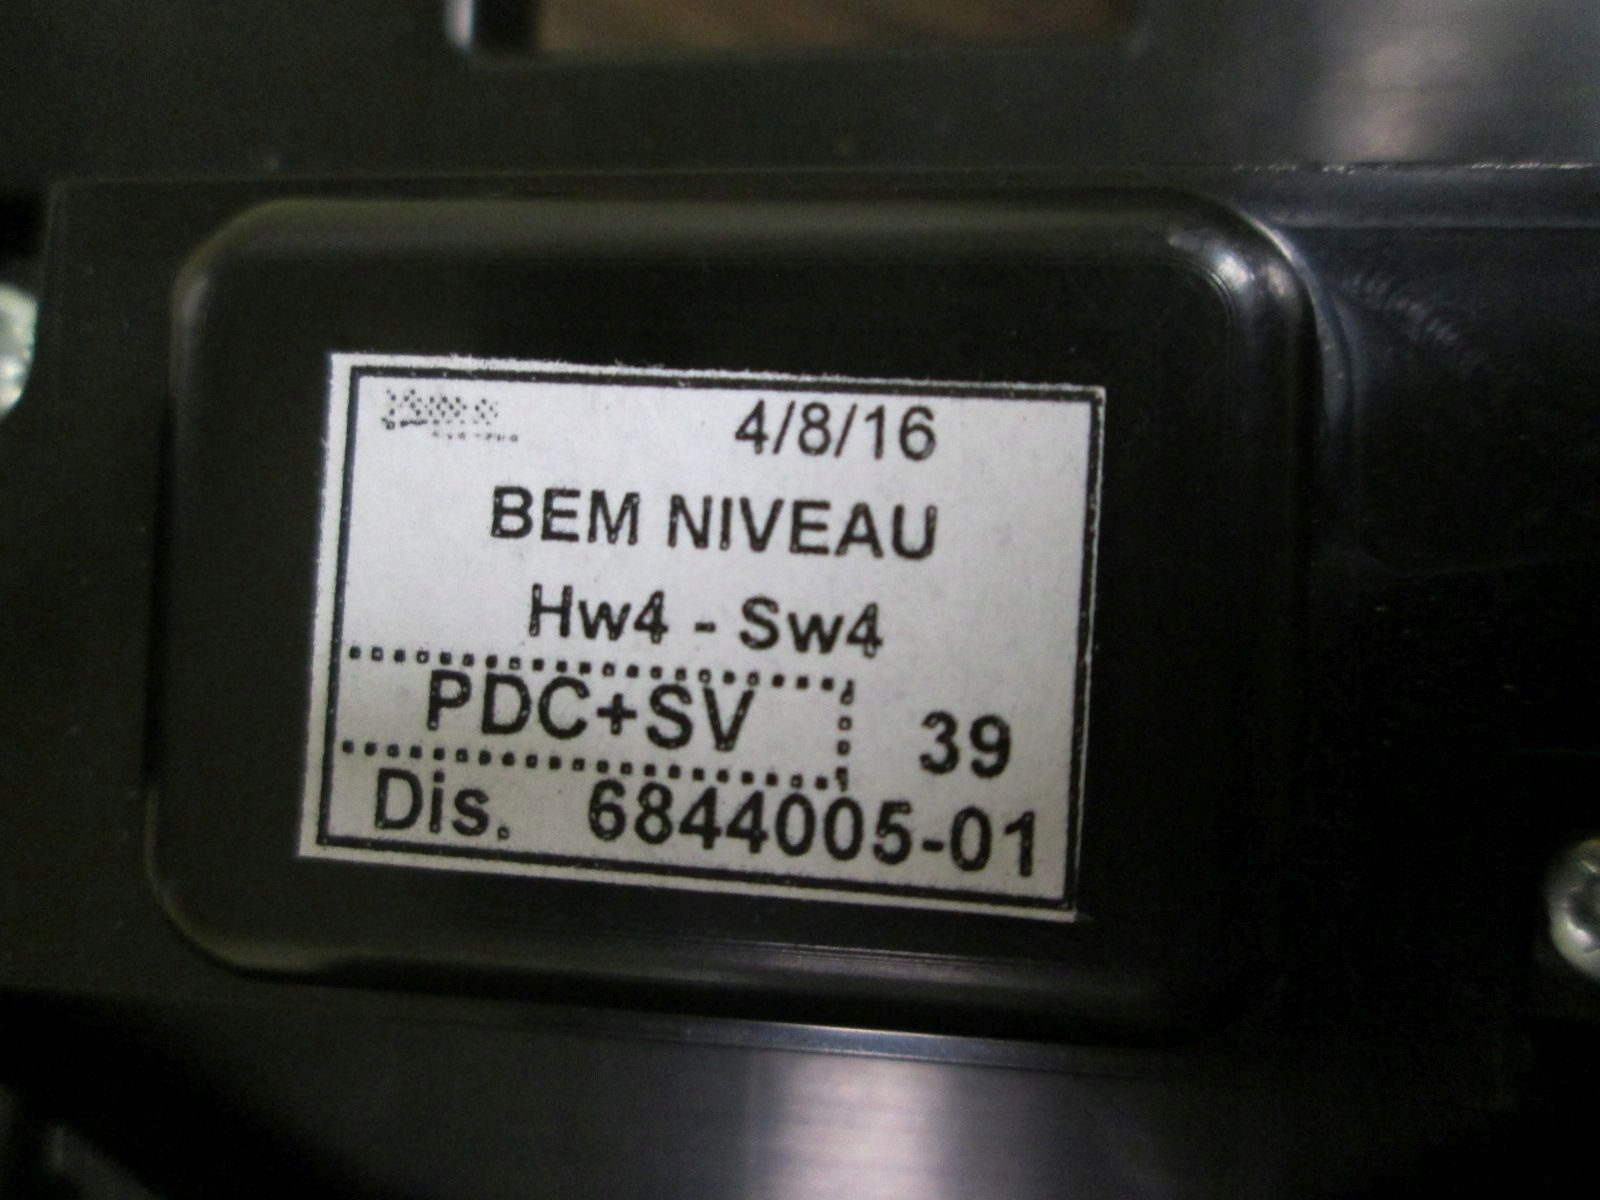 4/8/16
BEM NIVEAU
Hw4 - Sw4
PDC+SV
39
Dis. 6844005-01